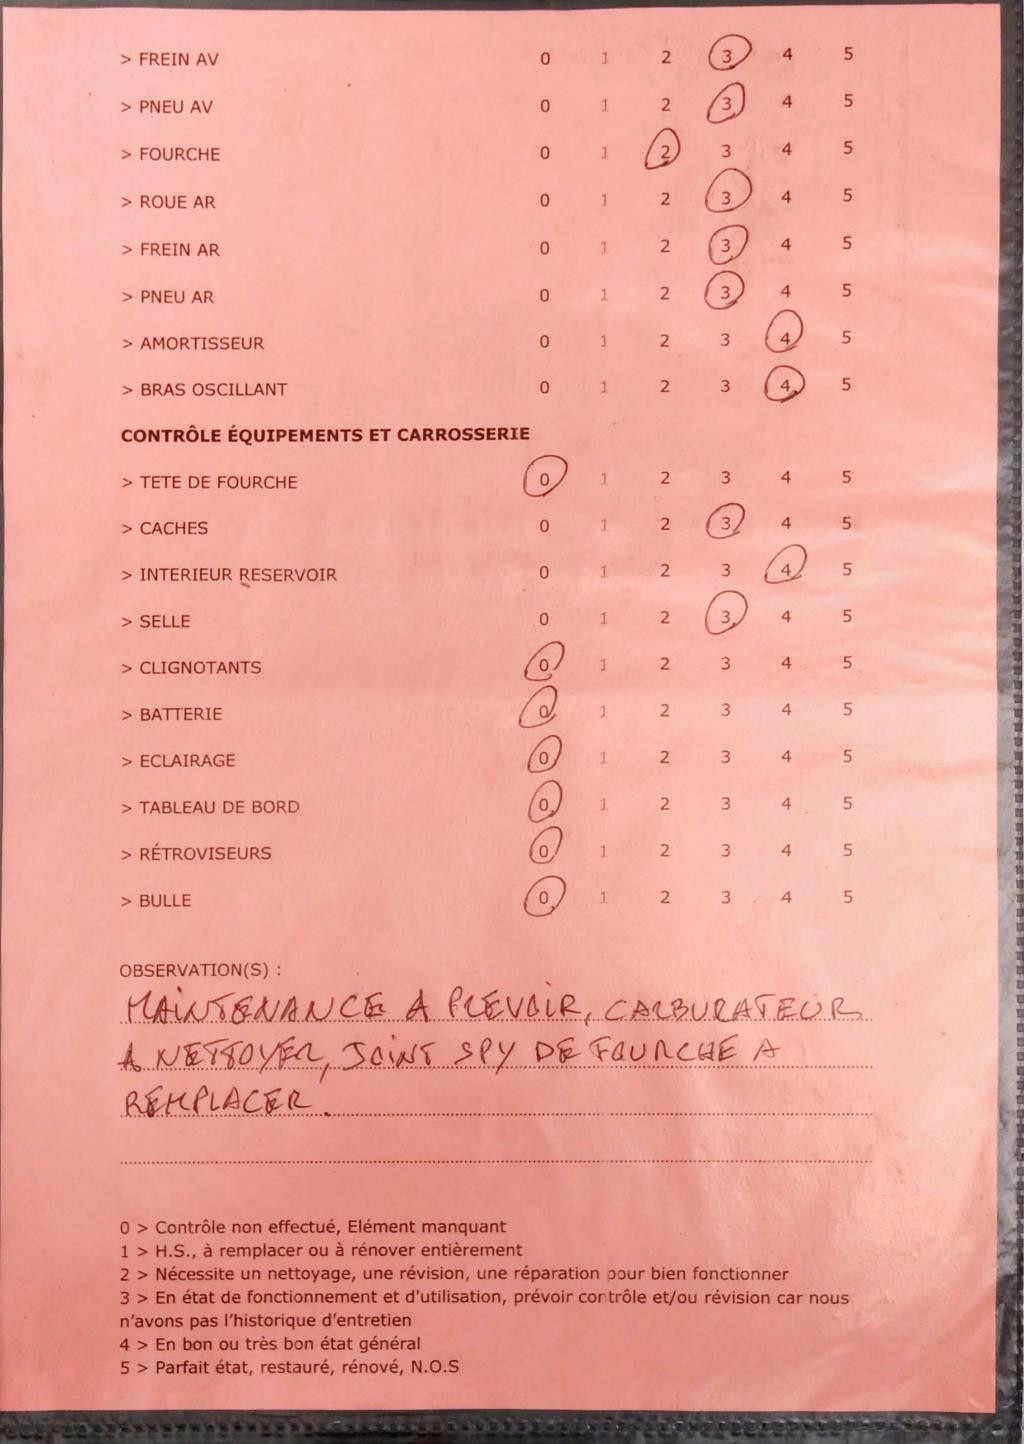 > FREIN AV 0 1 2 3 4 5
> PNEU AV 0 1 2 3 4 5
> FOURCHE 0 1 2 3 4 5
> ROUE AR 0 1 2 3 4 5
> FREIN AR 0 1 2 3 4 5
> PNEU AR 0 1 2 3 4 5
> AMORTISSEUR 0 1 2 3 4 5
> BRAS OSCILLANT 0 1 2 3 4 5
CONTRÔLE ÉQUIPEMENTS ET CARROSSERIE
> TETE DE FOURCHE 0 1 2 3 4 5
> CACHES 0 1 2 3 4 5
> INTERIEUR RESERVOIR 0 1 2 3 4 5
> SELLE 0 1 2 3 4 5
> CLIGNOTANTS 0 1 2 3 4 5
> BATTERIE 0 1 2 3 4 5
> ECLAIRAGE 0 1 2 3 4 5
> TABLEAU DE BORD 0 1 2 3 4 5
> RÉTROVISEURS 0 1 2 3 4 5
> BULLE 0 1 2 3 4 5
OBSERVATION(S) :
MAINTENANCE A PREVOIR, CARBURATEUR
A NETTOYER, JOINT SPY DE FOURCHE A
REMPLACER.
0 > Contrôle non effectué, Elément manquant
1 > H.S., à remplacer ou à rénover entièrement
2 > Nécessite un nettoyage, une révision, une réparation pour bien fonctionner
3 > En état de fonctionnement et d'utilisation, prévoir contrôle et/ou révision car nous
n'avons pas l'historique d'entretien
4 > En bon ou très bon état général
5 > Parfait état, restauré, rénové, N.O.S